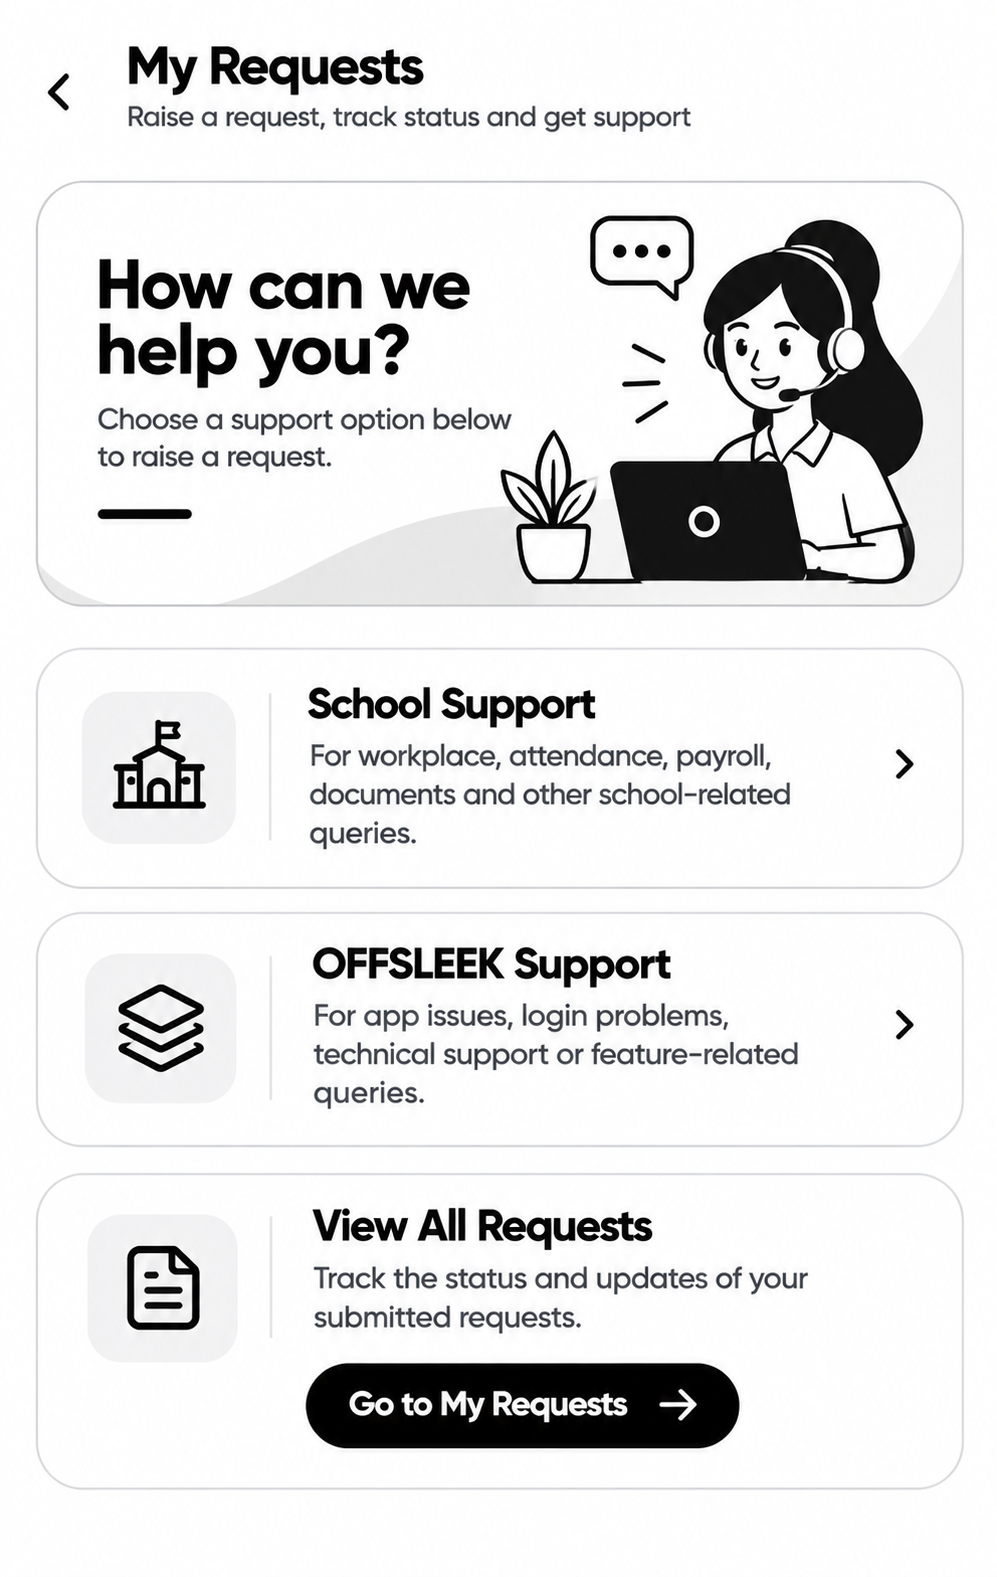 My Requests
Raise a request, track status and get support
How can we
help you?
Choose a support option below
to raise a request.
School Support
For workplace, attendance, payroll,
documents and other school-related
queries.
OFFSLEEK Support
For app issues, login problems,
technical support or feature-related
queries.
View All Requests
Track the status and updates of your
submitted requests.
Go to My Requests